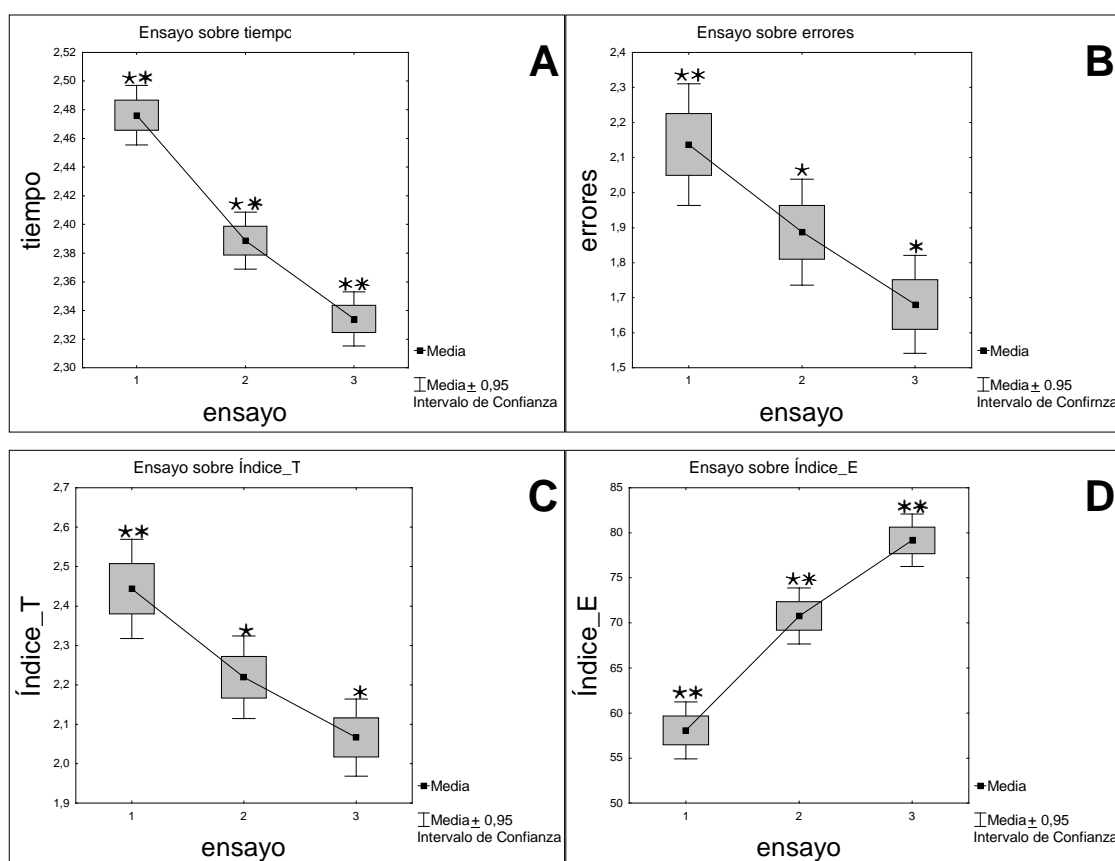 Ensayo sobre tiempo
A
2,52
2,50
2,48
2,46
2,44
2,42
2,40
2,38
2,36
2,34
2,32
2,30
tiempo
**
**
**
1 2 3
ensayo
Media
Media ± 0,95
Intervalo de Confianza
Ensayo sobre errores
B
2,4
2,3
2,2
2,1
2,0
1,9
1,8
1,7
1,6
1,5
errores
**
*
*
1 2 3
ensayo
Media
Media ± 0.95
Intervalo de Confirnza
Ensayo sobre Índice_T
C
2,7
2,6
2,5
2,4
2,3
2,2
2,1
2,0
1,9
Índice_T
**
*
*
1 2 3
ensayo
Media
Media ± 0,95
Intervalo de Confianza
Ensayo sobre Índice_E
D
85
80
75
70
65
60
55
50
Índice_E
**
**
**
1 2 3
ensayo
Media
Media ± 0,95
Intervalo de Confianza